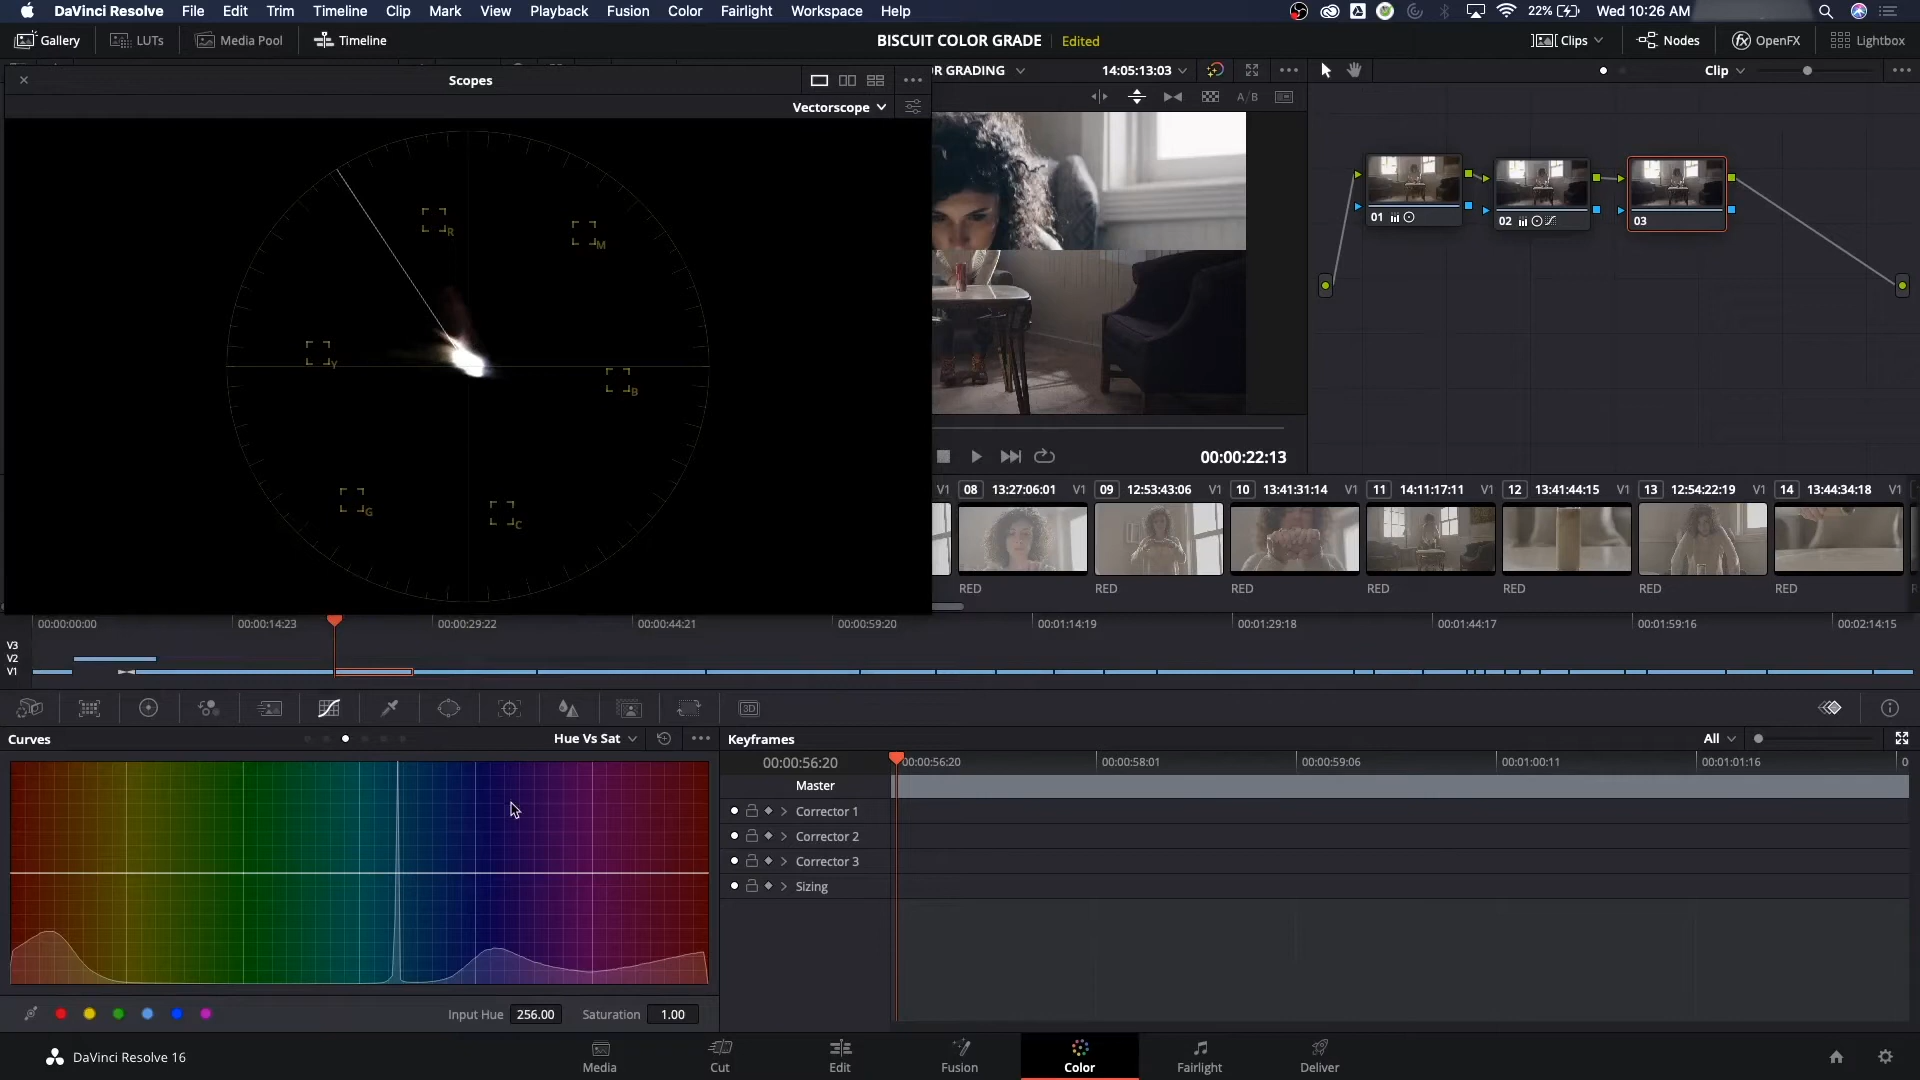 DaVinci Resolve File Edit Trim Timeline Clip Mark View Playback Fusion Color Fairlight Workspace Help 22% Wed 10:26 AM
Gallery LUTs Media Pool Timeline BISCUIT COLOR GRADE Edited Clips Nodes OpenFX Lightbox
Scopes
R GRADING 14:05:13:03 Clip
Vectorscope A/B
R M Y B G C
01 02 03
00:00:22:13
V1 08 13:27:06:01 V1 09 12:53:43:06 V1 10 13:41:31:14 V1 11 14:11:17:11 V1 12 13:41:44:15 V1 13 12:54:22:19 V1 14 13:44:34:18 V1
RED RED RED RED RED RED RED
00:00:00:00 00:00:14:23 00:00:29:22 00:00:44:21 00:00:59:20 00:01:14:19 00:01:29:18 00:01:44:17 00:01:59:16 00:02:14:15
V3
V2
V1
3D
Curves Hue Vs Sat Keyframes All
00:00:56:20 00:00:56:20 00:00:58:01 00:00:59:06 00:01:00:11 00:01:01:16 0
Master
Corrector 1
Corrector 2
Corrector 3
Sizing
Input Hue 256.00 Saturation 1.00
DaVinci Resolve 16 Media Cut Edit Fusion Color Fairlight Deliver